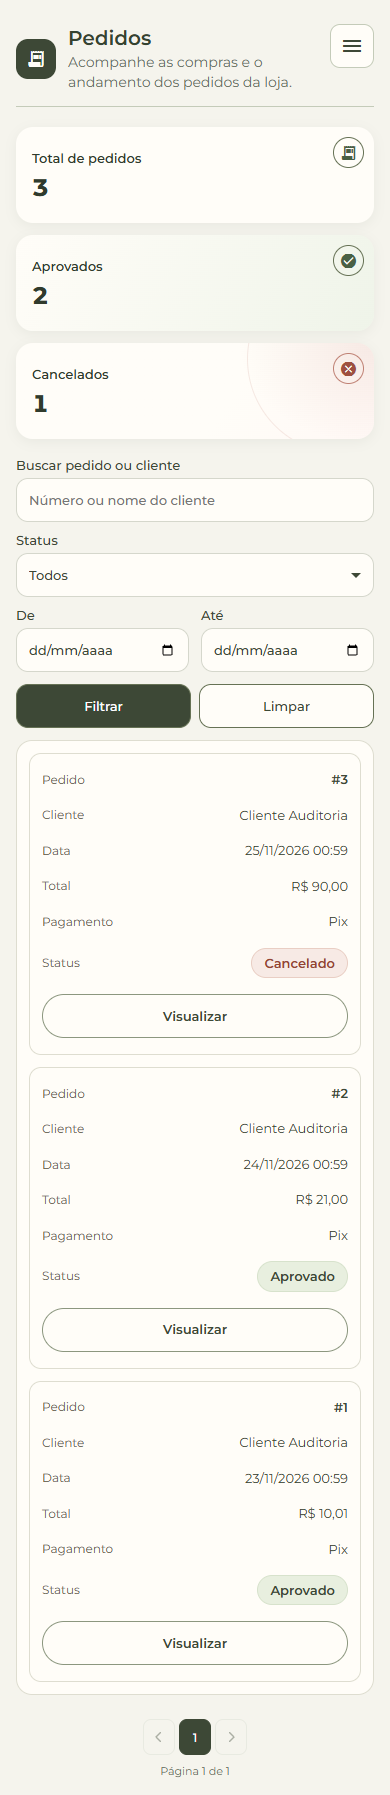 Pedidos
Acompanhe as compras e o
andamento dos pedidos da loja.
Total de pedidos
3
Aprovados
2
Cancelados
1
Buscar pedido ou cliente
Número ou nome do cliente
Status
Todos
De
Até
dd/mm/aaaa
dd/mm/aaaa
Filtrar
Limpar
Pedido #3
Cliente Cliente Auditoria
Data 25/11/2026 00:59
Total R$ 90,00
Pagamento Pix
Status Cancelado
Visualizar
Pedido #2
Cliente Cliente Auditoria
Data 24/11/2026 00:59
Total R$ 21,00
Pagamento Pix
Status Aprovado
Visualizar
Pedido #1
Cliente Cliente Auditoria
Data 23/11/2026 00:59
Total R$ 10,01
Pagamento Pix
Status Aprovado
Visualizar
1
Página 1 de 1